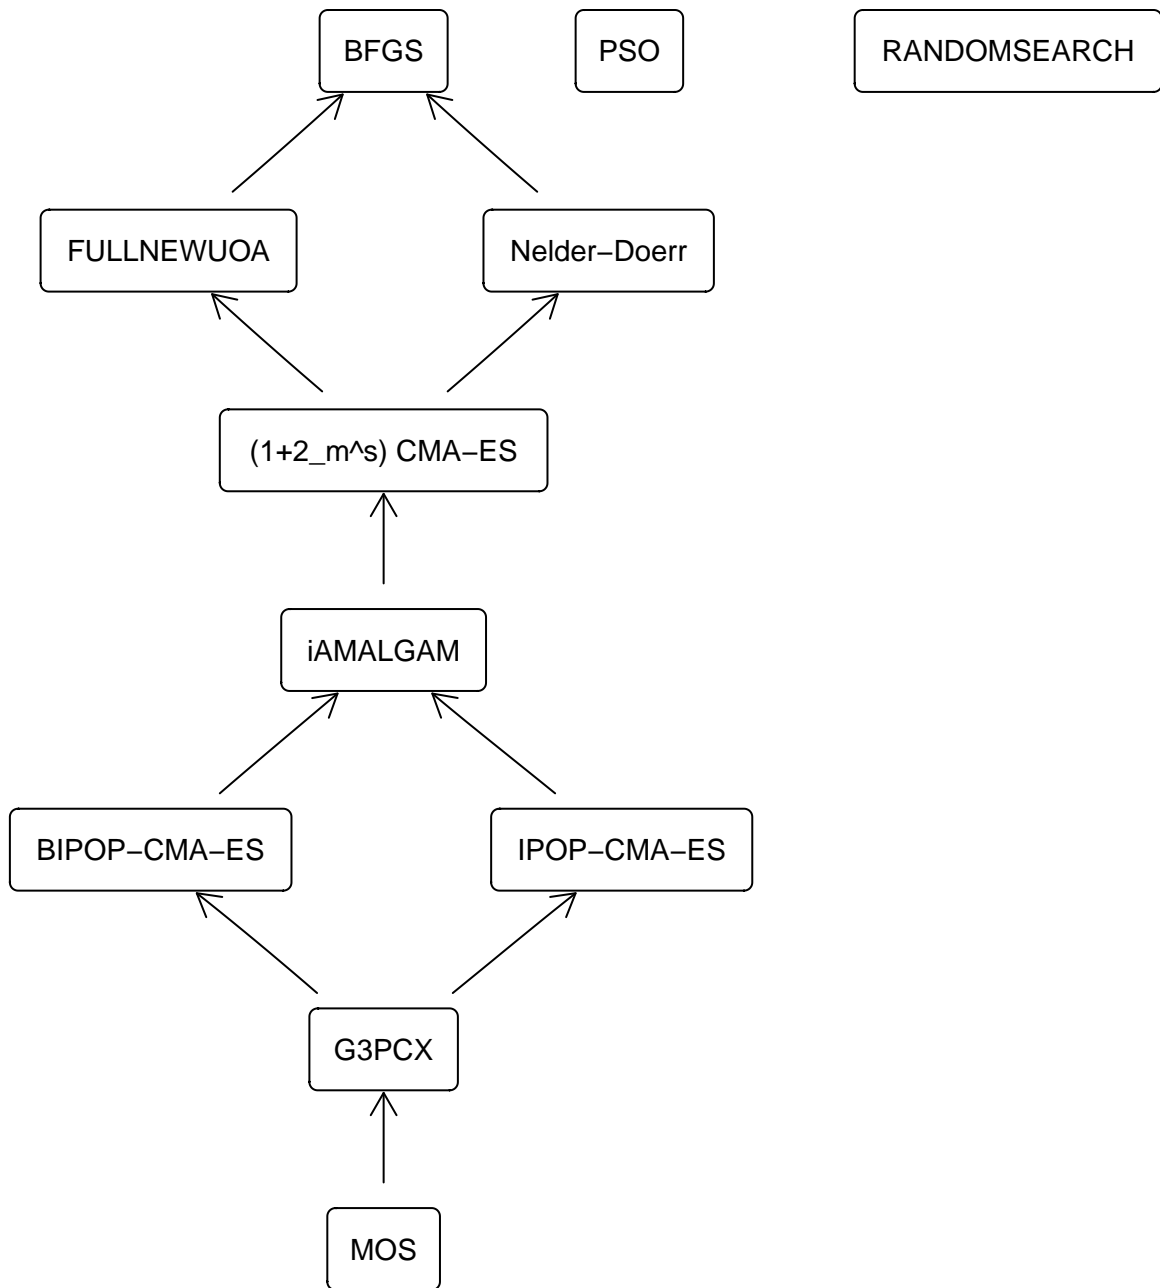 BFGS
PSO
RANDOMSEARCH
FULLNEWUOA
Nelder−Doerr
(1+2_m^s) CMA−ES
iAMALGAM
BIPOP−CMA−ES
IPOP−CMA−ES
G3PCX
MOS